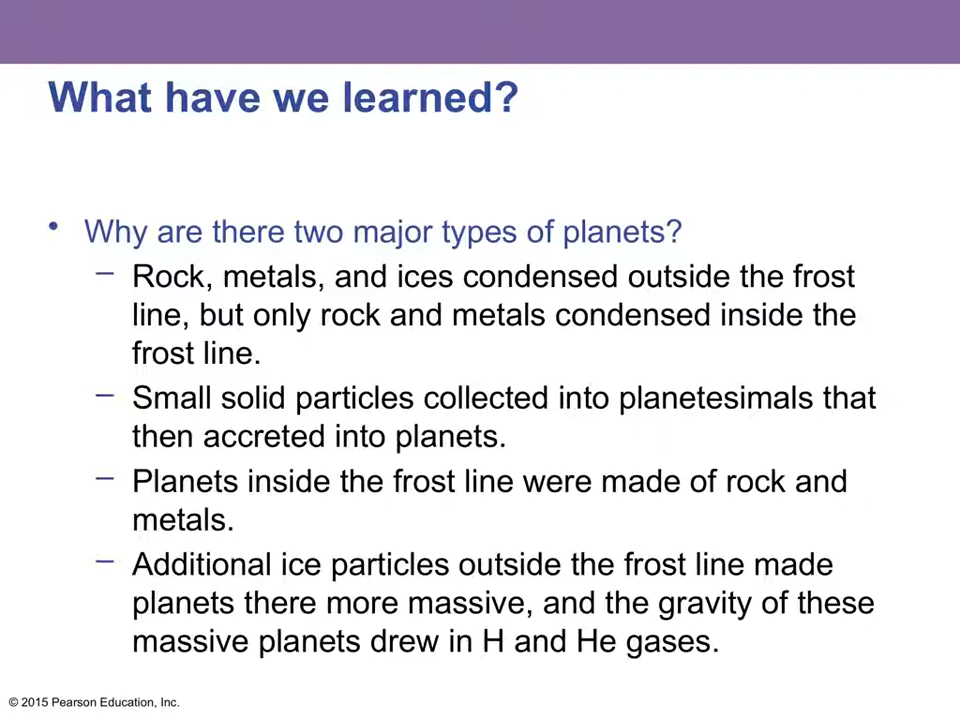 What have we learned?
• Why are there two major types of planets?
– Rock, metals, and ices condensed outside the frost
line, but only rock and metals condensed inside the
frost line.
– Small solid particles collected into planetesimals that
then accreted into planets.
– Planets inside the frost line were made of rock and
metals.
– Additional ice particles outside the frost line made
planets there more massive, and the gravity of these
massive planets drew in H and He gases.
© 2015 Pearson Education, Inc.